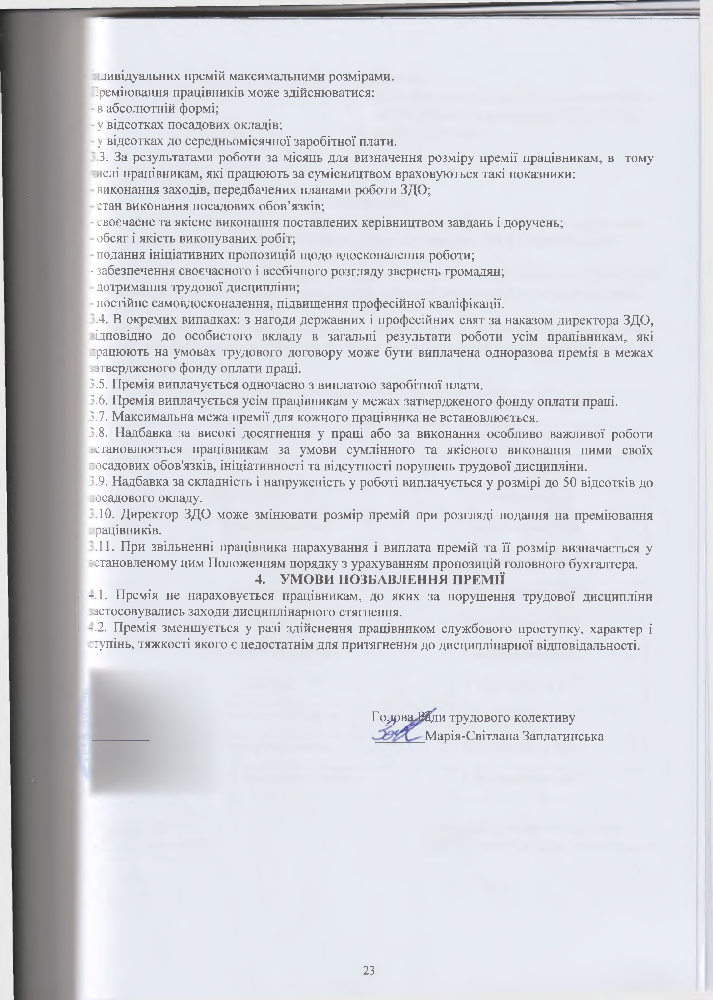 індивідуальних премій максимальними розмірами.
Преміювання працівників може здійснюватися:
- в абсолютній формі;
- у відсотках посадових окладів;
- у відсотках до середньомісячної заробітної плати.
3.3. За результатами роботи за місяць для визначення розміру премії працівникам, в тому
числі працівникам, які працюють за сумісництвом враховуються такі показники:
- виконання заходів, передбачених планами роботи ЗДО;
- стан виконання посадових обов’язків;
- своєчасне та якісне виконання поставлених керівництвом завдань і доручень;
- обсяг і якість виконуваних робіт;
- подання ініціативних пропозицій щодо вдосконалення роботи;
- забезпечення своєчасного і всебічного розгляду звернень громадян;
- дотримання трудової дисципліни;
- постійне самовдосконалення, підвищення професійної кваліфікації.
3.4. В окремих випадках: з нагоди державних і професійних свят за наказом директора ЗДО,
відповідно до особистого вкладу в загальні результати роботи усім працівникам, які
працюють на умовах трудового договору може бути виплачена одноразова премія в межах
затвердженого фонду оплати праці.
3.5. Премія виплачується одночасно з виплатою заробітної плати.
3.6. Премія виплачується усім працівникам у межах затвердженого фонду оплати праці.
3.7. Максимальна межа премії для кожного працівника не встановлюється.
3.8. Надбавка за високі досягнення у праці або за виконання особливо важливої роботи
встановлюється працівникам за умови сумлінного та якісного виконання ними своїх
посадових обов'язків, ініціативності та відсутності порушень трудової дисципліни.
3.9. Надбавка за складність і напруженість у роботі виплачується у розмірі до 50 відсотків до
посадового окладу.
3.10. Директор ЗДО може змінювати розмір премій при розгляді подання на преміювання
працівників.
3.11. При звільненні працівника нарахування і виплата премій та її розмір визначається у
встановленому цим Положенням порядку з урахуванням пропозицій головного бухгалтера.
4. УМОВИ ПОЗБАВЛЕННЯ ПРЕМІЇ
4.1. Премія не нараховується працівникам, до яких за порушення трудової дисципліни
застосовувались заходи дисциплінарного стягнення.
4.2. Премія зменшується у разі здійснення працівником службового проступку, характер і
ступінь, тяжкості якого є недостатнім для притягнення до дисциплінарної відповідальності.
Голова Ради трудового колективу
Марія-Світлана Заплатинська
23